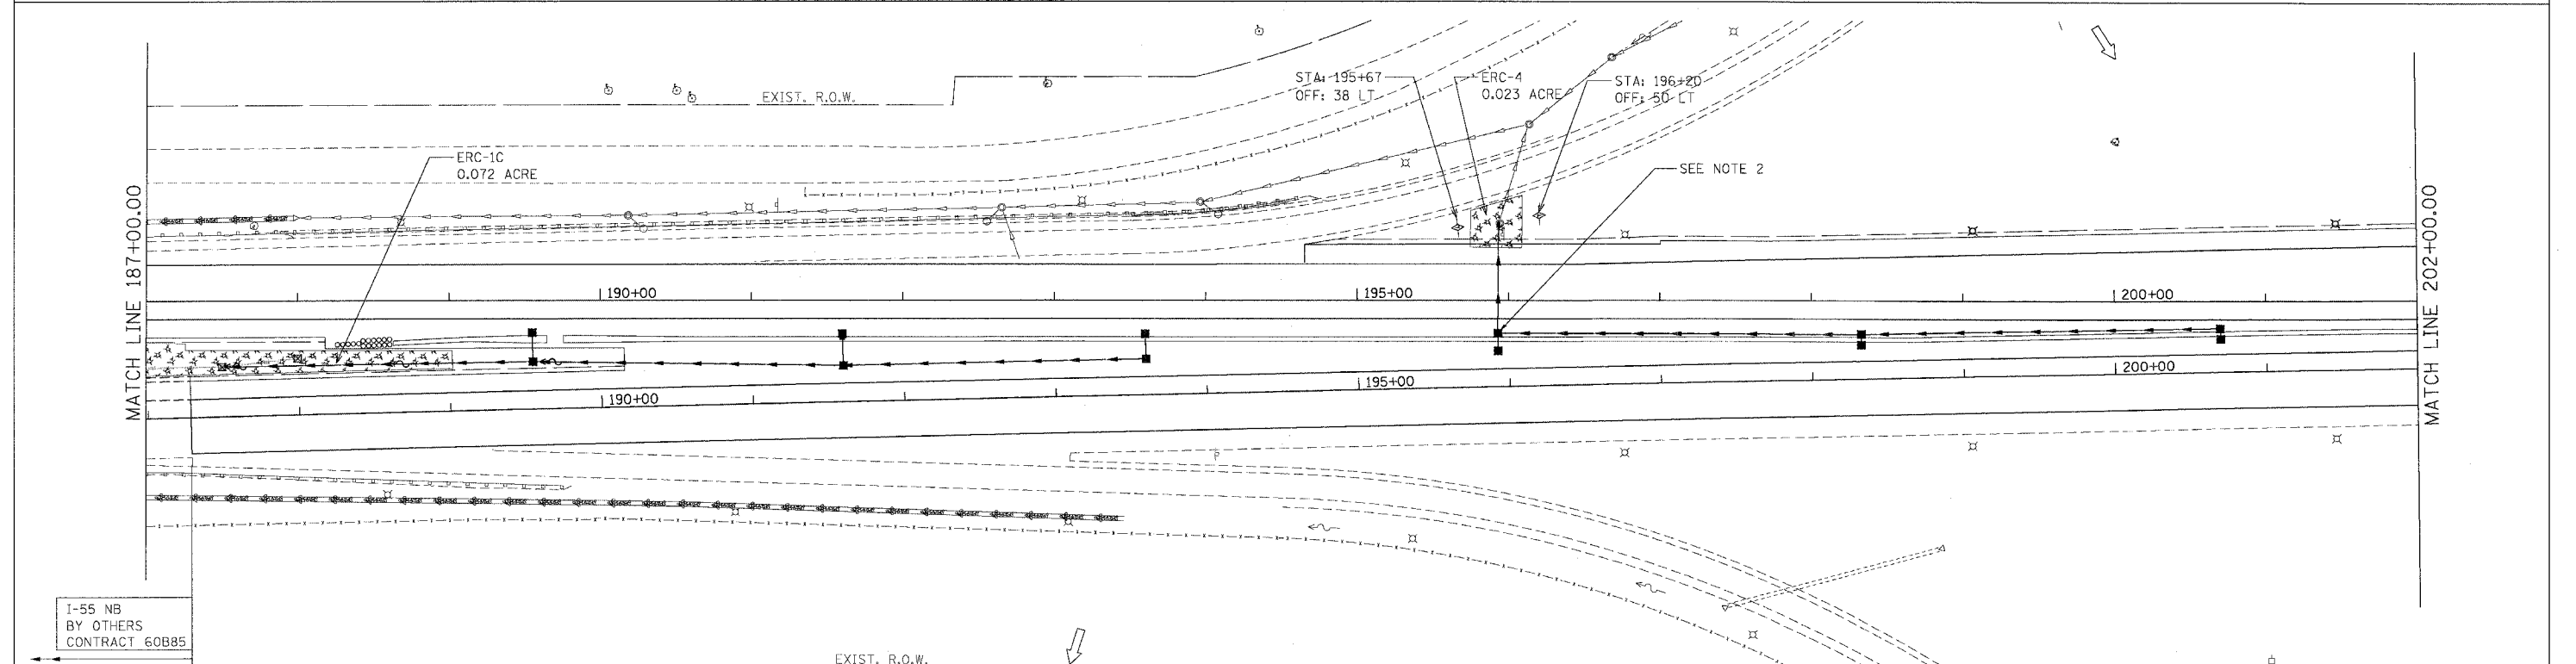 EXIST. R.O.W.
STA: 195+67
OFF: 38 LT
ERC-4
0.023 ACRE
STA: 196+20
OFF: 50 LT
ERC-1C
0.072 ACRE
SEE NOTE 2
MATCH LINE 187+00.00
MATCH LINE 202+00.00
190+00
195+00
200+00
190+00
195+00
200+00
I-55 NB
BY OTHERS
CONTRACT 60B85
EXIST. R.O.W.